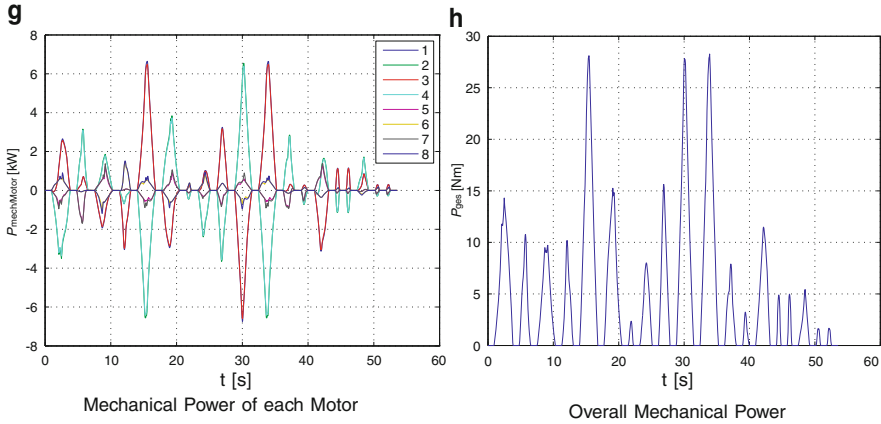 g
8
6
4
2
0
-2
-4
-6
-8
PmechMotor [kW]
1
2
3
4
5
6
7
8
0 10 20 30 40 50 60
t [s]
Mechanical Power of each Motor
h
30
25
20
15
10
5
0
Pges [Nm]
0 10 20 30 40 50 60
t [s]
Overall Mechanical Power